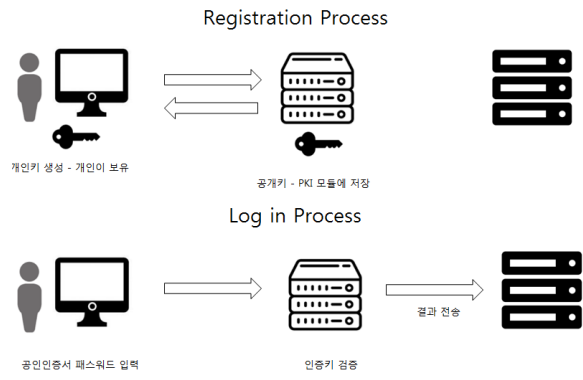 Registration Process
개인키 생성 - 개인이 보유
공개키 - PKI 모듈에 저장
Log in Process
결과 전송
공인인증서 패스워드 입력
인증키 검증